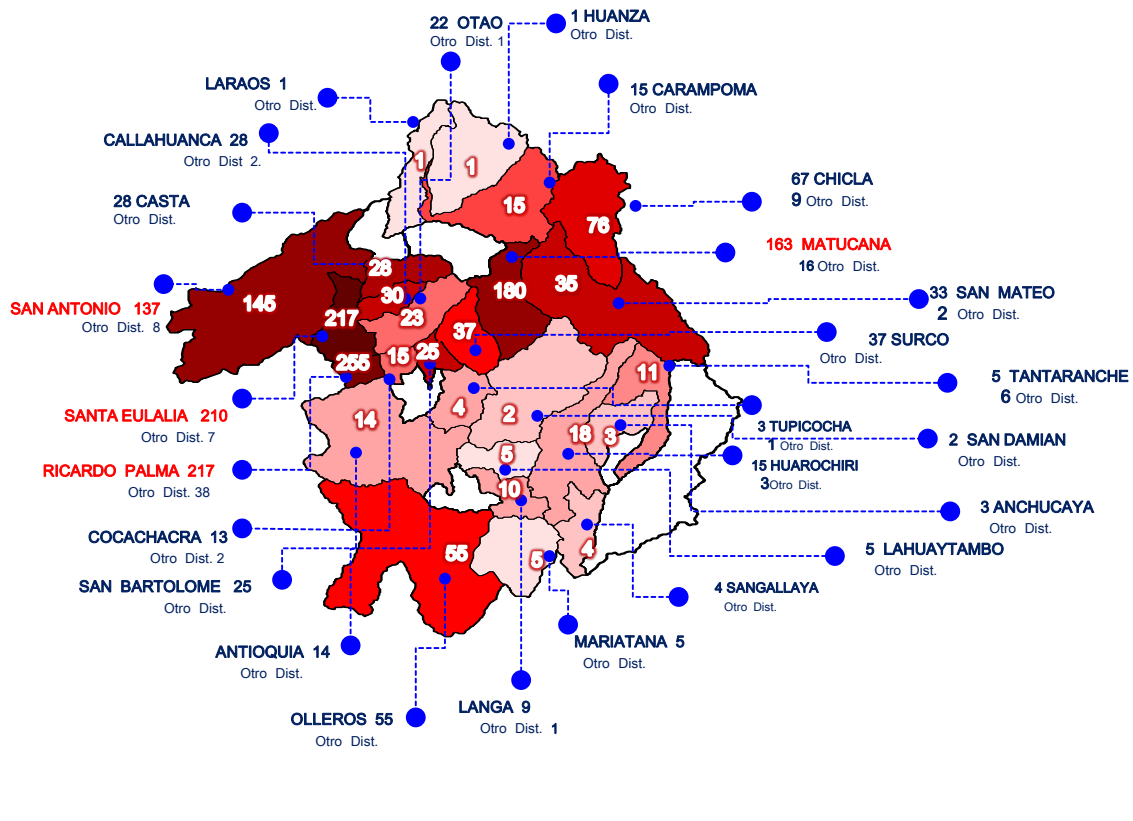 22 OTAO
Otro Dist. 1
1 HUANZA
Otro Dist.
LARAOS 1
Otro Dist.
15 CARAMPOMA
Otro Dist.
CALLAHUANCA 28
Otro Dist 2.
28 CASTA
Otro Dist.
67 CHICLA
9 Otro Dist.
163 MATUCANA
16 Otro Dist.
SAN ANTONIO 137
Otro Dist. 8
33 SAN MATEO
2 Otro Dist.
37 SURCO
Otro Dist.
5 TANTARANCHE
6 Otro Dist.
SANTA EULALIA 210
Otro Dist. 7
3 TUPICOCHA
1 Otro Dist.
2 SAN DAMIAN
Otro Dist.
RICARDO PALMA 217
Otro Dist. 38
15 HUAROCHIRI
3 Otro Dist.
3 ANCHUCAYA
Otro Dist.
COCACHACRA 13
Otro Dist. 2
5 LAHUAYTAMBO
Otro Dist.
SAN BARTOLOME 25
Otro Dist.
4 SANGALLAYA
Otro Dist.
ANTIOQUIA 14
Otro Dist.
MARIATANA 5
Otro Dist.
OLLEROS 55
Otro Dist.
LANGA 9
Otro Dist. 1
1
1
15
76
28
145
30
180
35
217
23
37
255
15
25
11
14
4
2
18
3
5
10
55
5
4